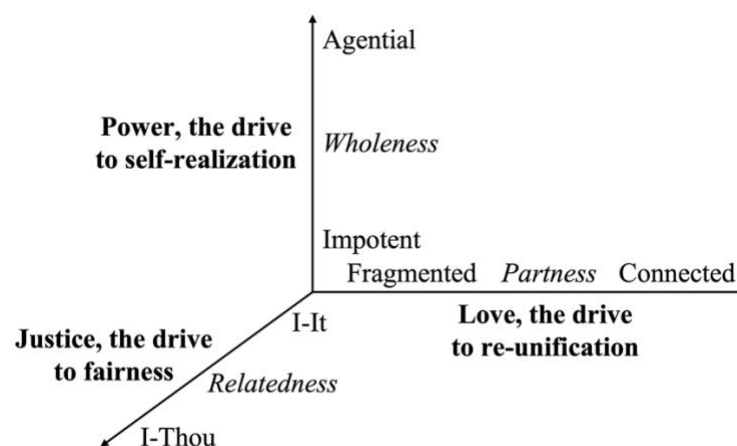 Agential
Power, the drive
to self-realization
Wholeness
Impotent
Fragmented Partness Connected
I-It
Love, the drive
to re-unification
Justice, the drive
to fairness
Relatedness
I-Thou